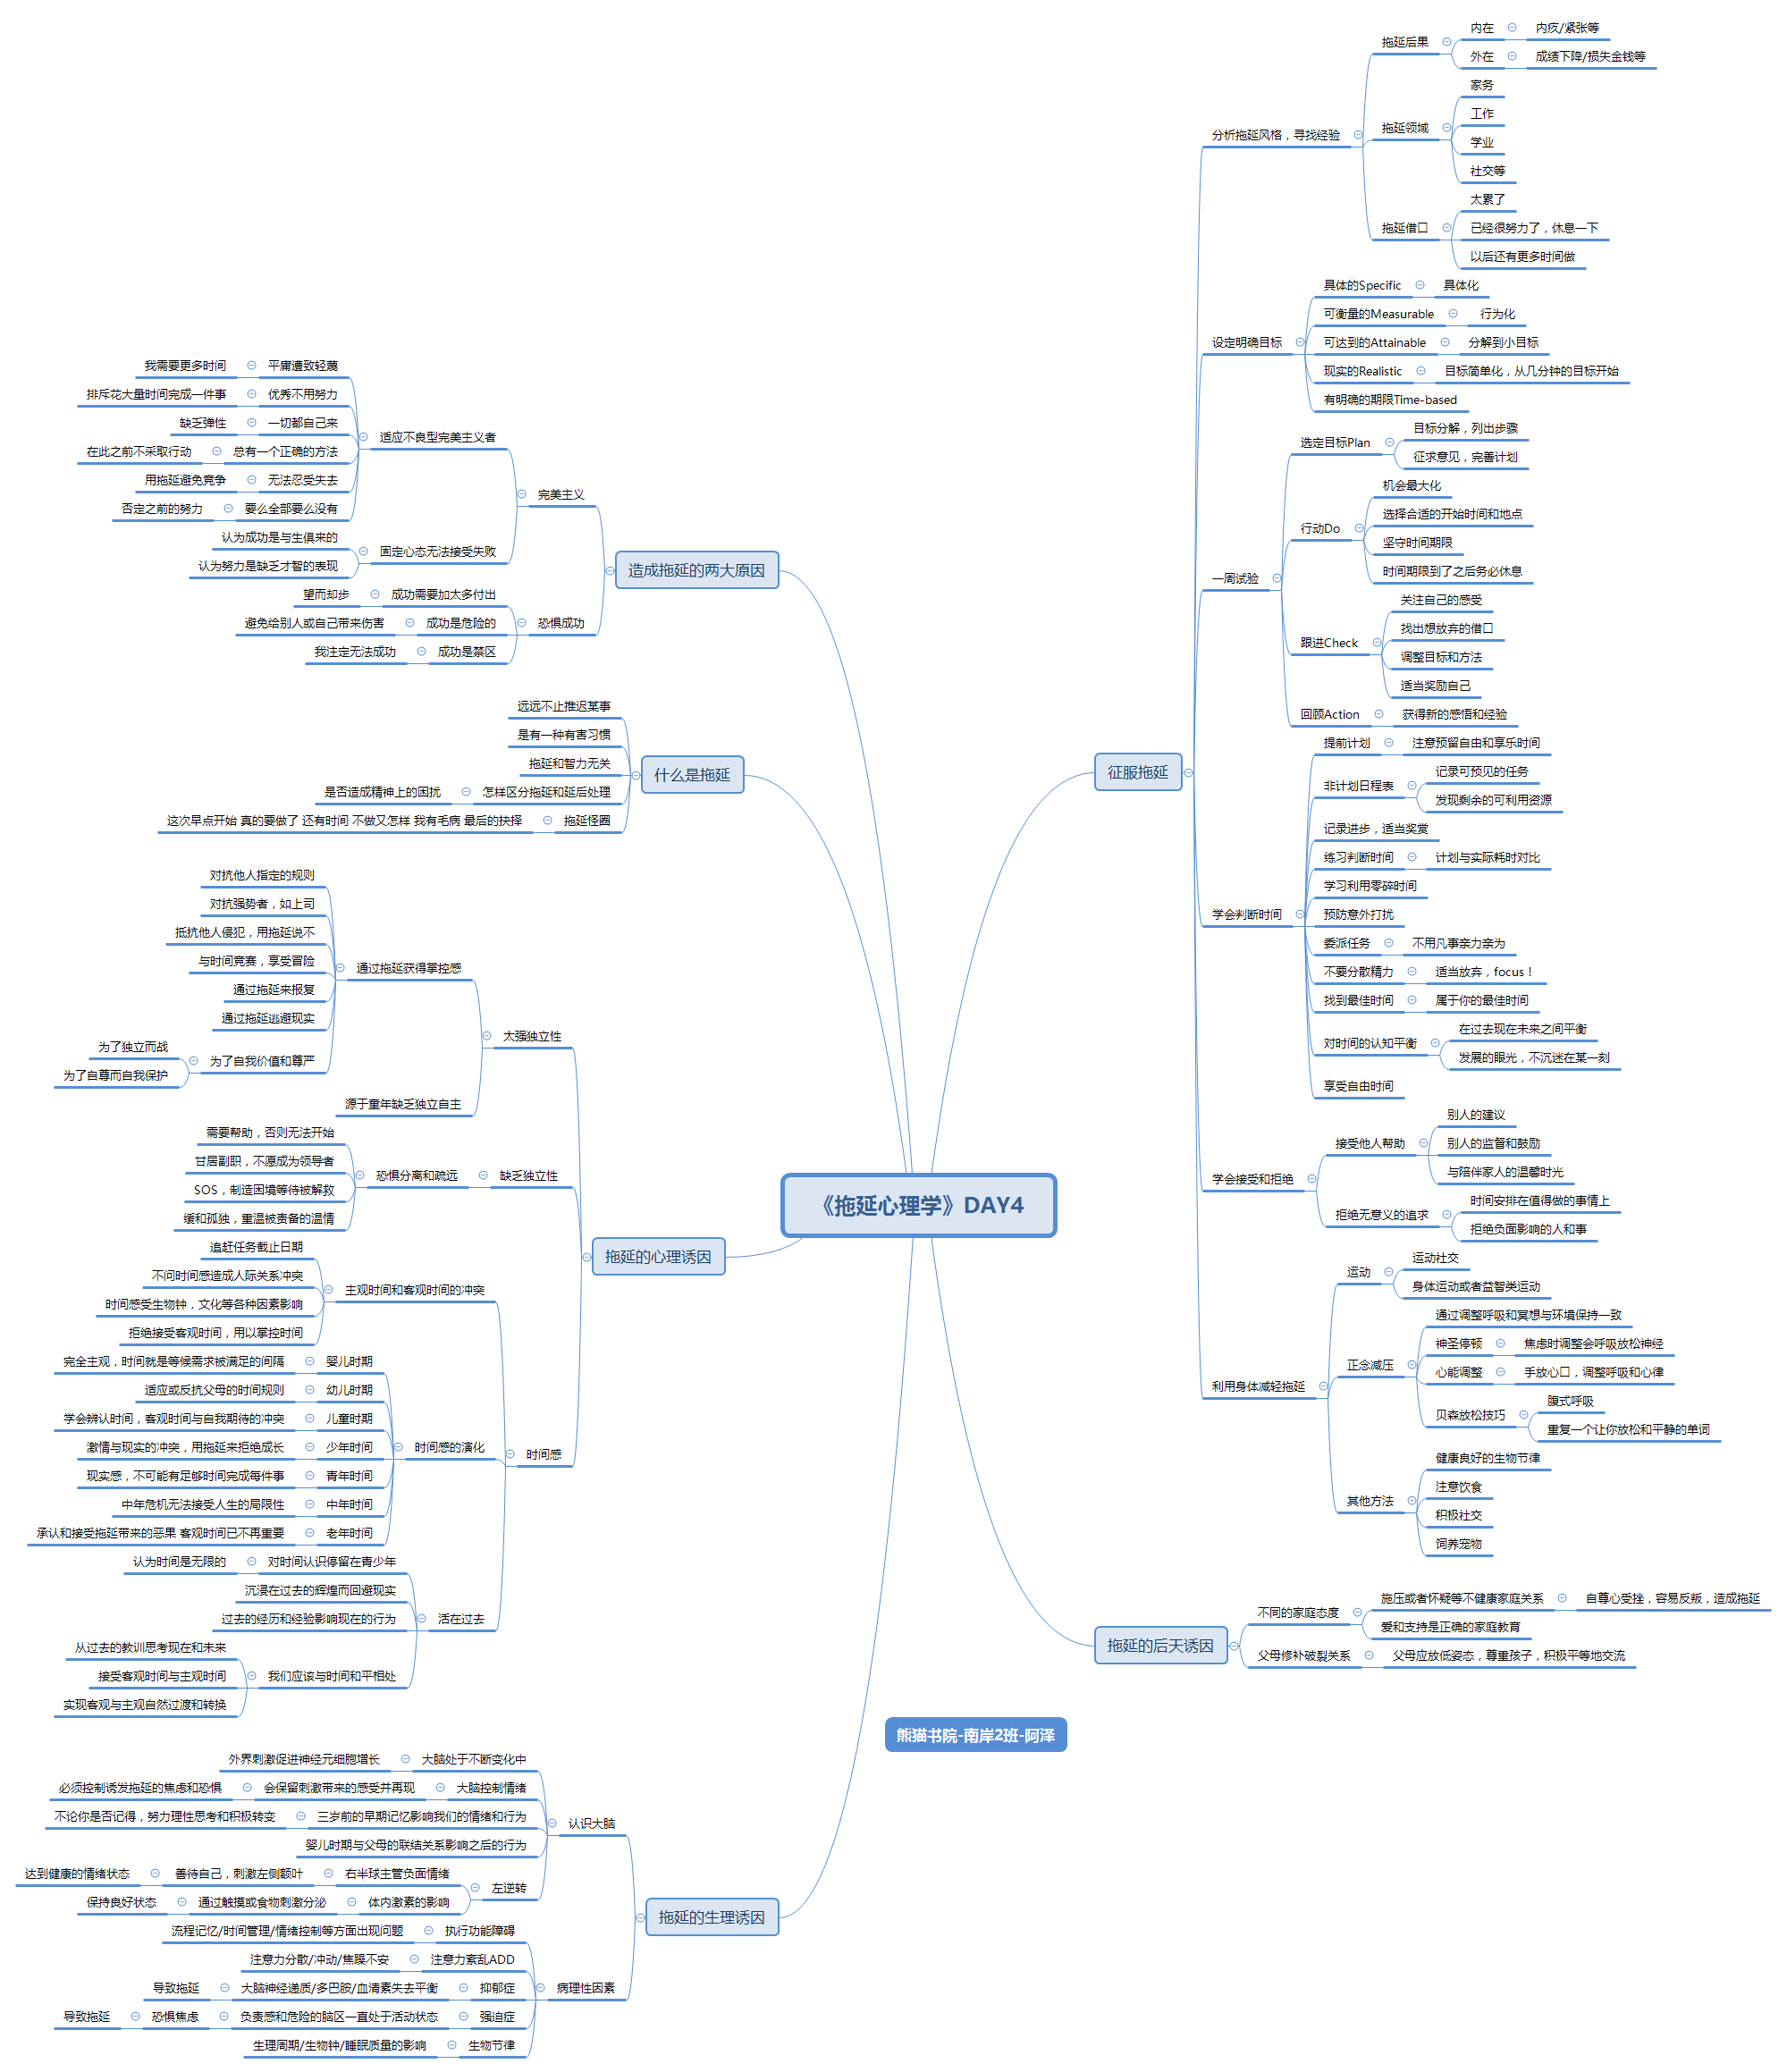 《拖延心理学》DAY4
造成拖延的两大原因
完美主义
适应不良型完美主义者
平庸遭致轻蔑
我需要更多时间
优秀不用努力
排斥花大量时间完成一件事
一切都自己来
缺乏弹性
总有一个正确的方法
在此之前不采取行动
无法忍受失去
用拖延避免竞争
要么全部要么没有
否定之前的努力
固定心态无法接受失败
认为成功是与生俱来的
认为努力是缺乏才智的表现
恐惧成功
成功需要加太多付出
望而却步
成功是危险的
避免给别人或自己带来伤害
成功是禁区
我注定无法成功
什么是拖延
远远不止推迟某事
是有一种有害习惯
拖延和智力无关
怎样区分拖延和延后处理
是否造成精神上的困扰
拖延怪圈
这次早点开始 真的要做了 还有时间 不做又怎样 我有毛病 最后的抉择
拖延的心理诱因
太强独立性
通过拖延获得掌控感
对抗他人指定的规则
对抗强势者，如上司
抵抗他人侵犯，用拖延说不
与时间竞赛，享受冒险
通过拖延来报复
通过拖延逃避现实
为了自我价值和尊严
为了独立而战
为了自尊而自我保护
源于童年缺乏独立自主
缺乏独立性
恐惧分离和疏远
需要帮助，否则无法开始
甘居副职，不愿成为领导者
SOS，制造困境等待被解救
缓和孤独，重温被责备的温情
时间感
主观时间和客观时间的冲突
追赶任务截止日期
不问时间感造成人际关系冲突
时间感受生物钟，文化等各种因素影响
拒绝接受客观时间，用以掌控时间
时间感的演化
婴儿时期
完全主观，时间就是等候需求被满足的间隔
幼儿时期
适应或反抗父母的时间规则
儿童时期
学会辨认时间，客观时间与自我期待的冲突
少年时间
激情与现实的冲突，用拖延来拒绝成长
青年时间
现实感，不可能有足够时间完成每件事
中年时间
中年危机无法接受人生的局限性
老年时间
承认和接受拖延带来的恶果 客观时间已不再重要
活在过去
对时间认识停留在青少年
认为时间是无限的
沉浸在过去的辉煌而回避现实
过去的经历和经验影响现在的行为
我们应该与时间和平相处
从过去的教训思考现在和未来
接受客观时间与主观时间
实现客观与主观自然过渡和转换
拖延的生理诱因
认识大脑
大脑处于不断变化中
外界刺激促进神经元细胞增长
大脑控制情绪
会保留刺激带来的感受并再现
必须控制诱发拖延的焦虑和恐惧
三岁前的早期记忆影响我们的情绪和行为
不论你是否记得，努力理性思考和积极转变
婴儿时期与父母的联结关系影响之后的行为
左逆转
右半球主管负面情绪
善待自己，刺激左侧额叶
达到健康的情绪状态
体内激素的影响
通过触摸或食物刺激分泌
保持良好状态
病理性因素
执行功能障碍
流程记忆/时间管理/情绪控制等方面出现问题
注意力紊乱ADD
注意力分散/冲动/焦躁不安
抑郁症
大脑神经递质/多巴胺/血清素失去平衡
导致拖延
强迫症
负责感和危险的脑区一直处于活动状态
恐惧焦虑
导致拖延
生物节律
生理周期/生物钟/睡眠质量的影响
征服拖延
分析拖延风格，寻找经验
拖延后果
内在
内疚/紧张等
外在
成绩下降/损失金钱等
拖延领域
家务
工作
学业
社交等
拖延借口
太累了
已经很努力了，休息一下
以后还有更多时间做
设定明确目标
具体的Specific
具体化
可衡量的Measurable
行为化
可达到的Attainable
分解到小目标
现实的Realistic
目标简单化，从几分钟的目标开始
有明确的期限Time-based
一周试验
选定目标Plan
目标分解，列出步骤
征求意见，完善计划
行动Do
机会最大化
选择合适的开始时间和地点
坚守时间期限
时间期限到了之后务必休息
跟进Check
关注自己的感受
找出想放弃的借口
调整目标和方法
适当奖励自己
回顾Action
获得新的感悟和经验
学会判断时间
提前计划
注意预留自由和享乐时间
非计划日程表
记录可预见的任务
发现剩余的可利用资源
记录进步，适当奖赏
练习判断时间
计划与实际耗时对比
学习利用零碎时间
预防意外打扰
委派任务
不用凡事亲力亲为
不要分散精力
适当放弃，focus！
找到最佳时间
属于你的最佳时间
对时间的认知平衡
在过去现在未来之间平衡
发展的眼光，不沉迷在某一刻
享受自由时间
学会接受和拒绝
接受他人帮助
别人的建议
别人的监督和鼓励
与陪伴家人的温馨时光
拒绝无意义的追求
时间安排在值得做的事情上
拒绝负面影响的人和事
利用身体减轻拖延
运动
运动社交
身体运动或者益智类运动
正念减压
通过调整呼吸和冥想与环境保持一致
神圣停顿
焦虑时调整会呼吸放松神经
心能调整
手放心口，调整呼吸和心律
贝森放松技巧
腹式呼吸
重复一个让你放松和平静的单词
其他方法
健康良好的生物节律
注意饮食
积极社交
饲养宠物
拖延的后天诱因
不同的家庭态度
施压或者怀疑等不健康家庭关系
自尊心受挫，容易反叛，造成拖延
爱和支持是正确的家庭教育
父母修补破裂关系
父母应放低姿态，尊重孩子，积极平等地交流
熊猫书院-南岸2班-阿泽